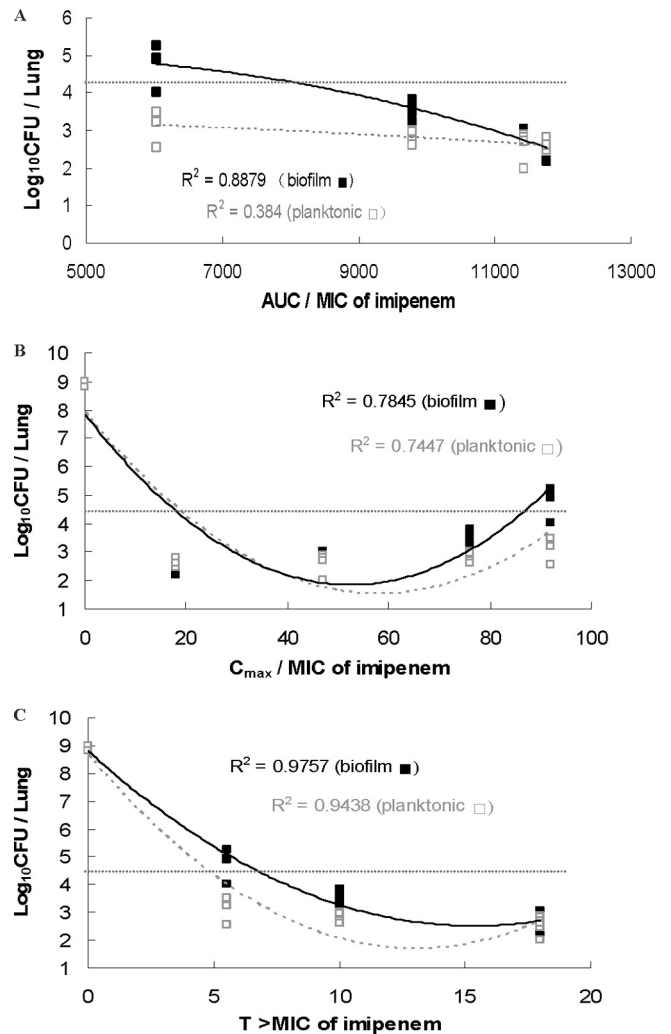 A
6
5
4
3
2
1
0
Log10CFU / Lung
R2 = 0.8879 (biofilm ■)
R2 = 0.384 (planktonic □)
5000 7000 9000 11000 13000
AUC / MIC of imipenem
B
10
9
8
7
6
5
4
3
2
1
Log10CFU / Lung
R2 = 0.7845 (biofilm ■)
R2 = 0.7447 (planktonic □)
0 20 40 60 80 100
Cmax / MIC of imipenem
C
10
9
8
7
6
5
4
3
2
1
Log10CFU / Lung
R2 = 0.9757 (biofilm ■)
R2 = 0.9438 (planktonic □)
0 5 10 15 20
T >MIC of imipenem